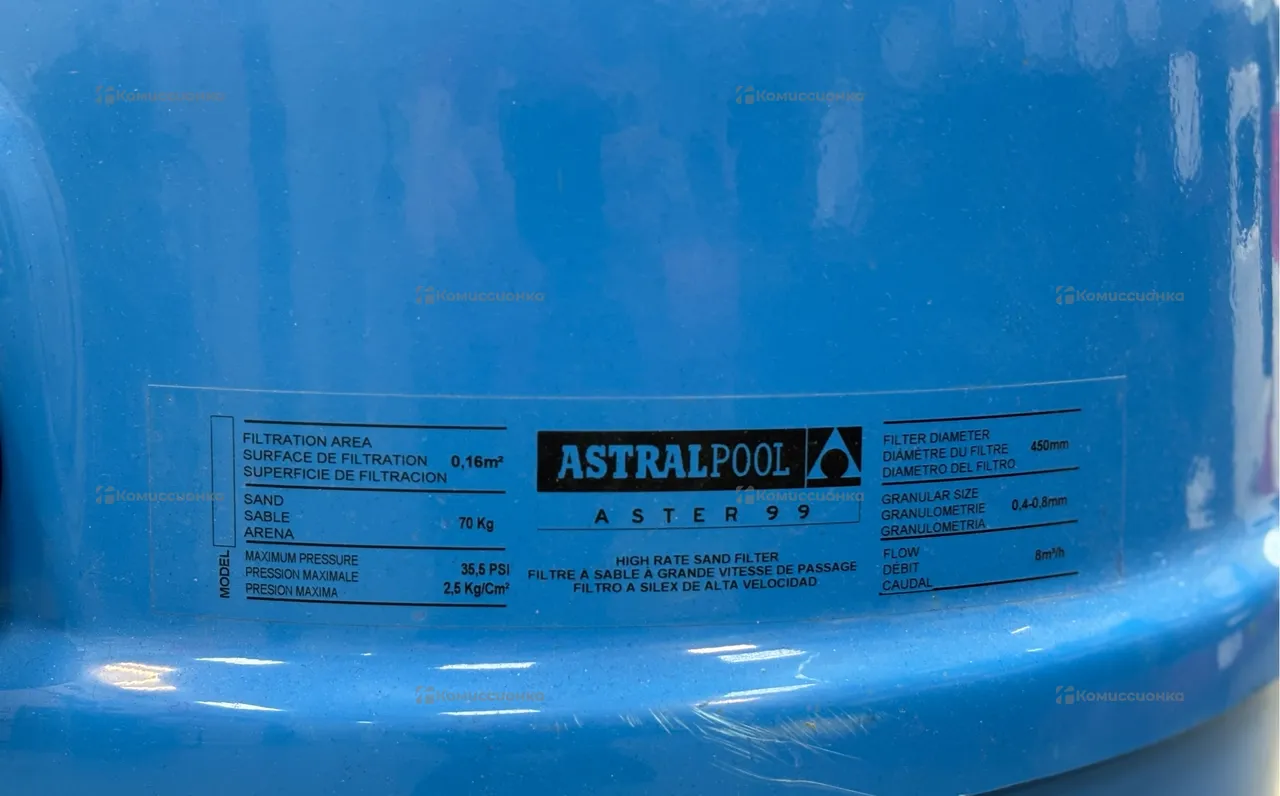 MODEL
FILTRATION AREA
SURFACE DE FILTRATION 0,16m²
SUPERFICIE DE FILTRACION
SAND
SABLE 70 Kg
ARENA
MAXIMUM PRESSURE
PRESSION MAXIMALE 35,5 PSI
PRESION MAXIMA 2,5 Kg/Cm²
ASTRALPOOL
ASTER 99
HIGH RATE SAND FILTER
FILTRE À SABLE À GRANDE VITESSE DE PASSAGE
FILTRO A SILEX DE ALTA VELOCIDAD
FILTER DIAMETER
DIAMÉTRE DU FILTRE 450mm
DIAMETRO DEL FILTRO
GRANULAR SIZE
GRANULOMETRIE 0,4-0,8mm
GRANULOMETRIA
FLOW
DÉBIT 8m³/h
CAUDAL
Комиссионка
Комиссионка
Комиссионка
Комиссионка
Комиссионка
Комиссионка
Комиссионка
Комиссионка